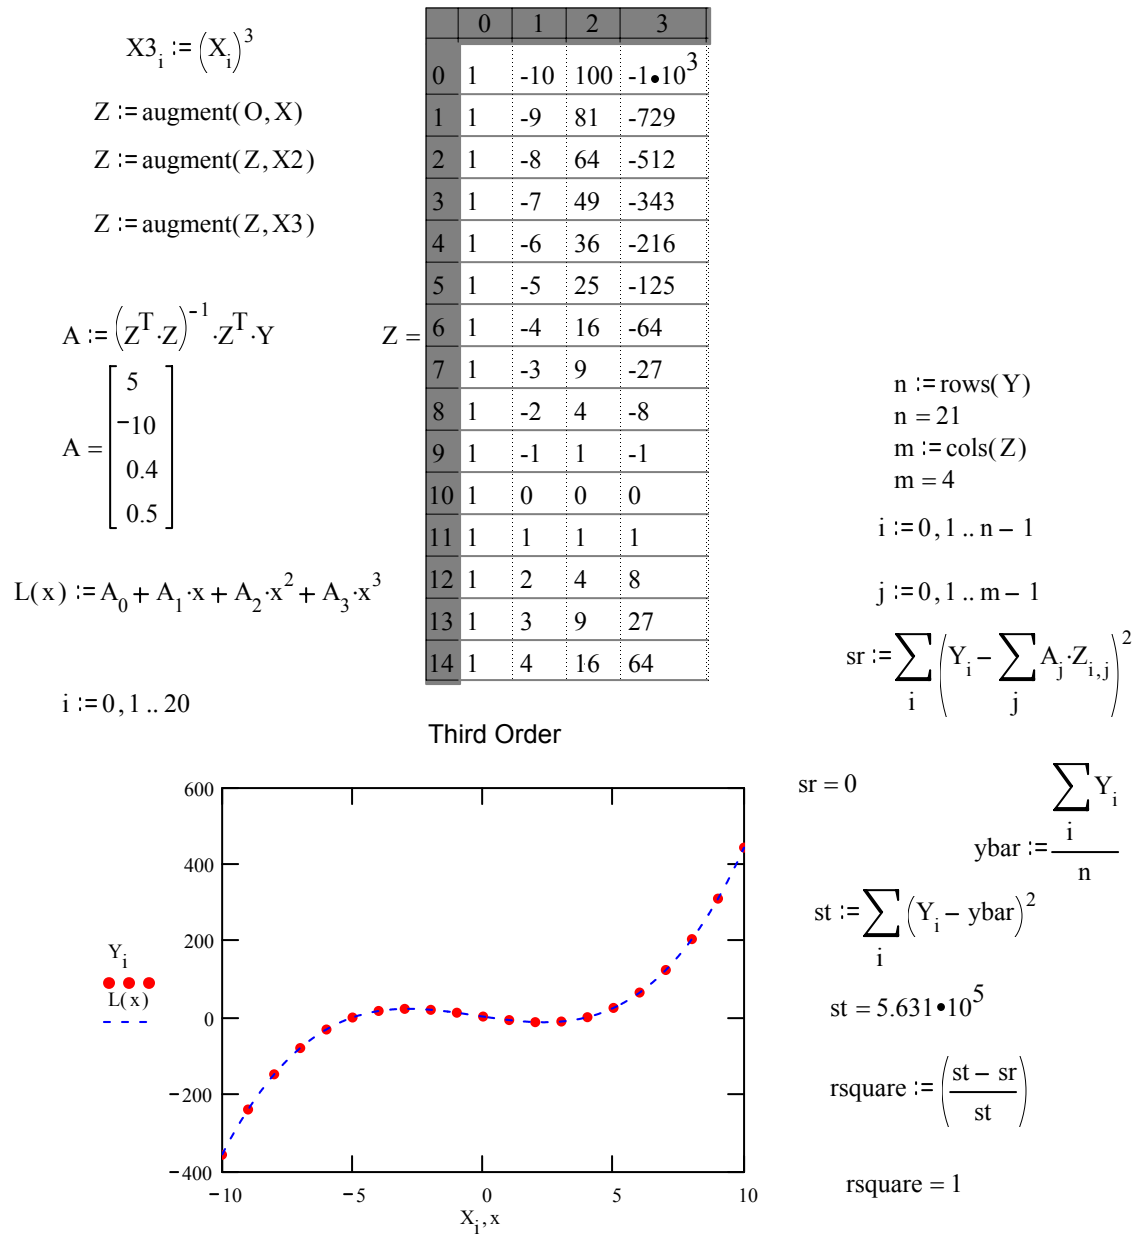 X3_i := (X_i)^3
Z := augment(O, X)
Z := augment(Z, X2)
Z := augment(Z, X3)
A := (Z^T·Z)^-1·Z^T·Y
A = [5 −10 0.4 0.5]
L(x) := A_0 + A_1·x + A_2·x^2 + A_3·x^3
i := 0, 1 .. 20
Z =
0 1 2 3
0 1 -10 100 -1•10^3
1 1 -9 81 -729
2 1 -8 64 -512
3 1 -7 49 -343
4 1 -6 36 -216
5 1 -5 25 -125
6 1 -4 16 -64
7 1 -3 9 -27
8 1 -2 4 -8
9 1 -1 1 -1
10 1 0 0 0
11 1 1 1 1
12 1 2 4 8
13 1 3 9 27
14 1 4 16 64
n := rows(Y)
n = 21
m := cols(Z)
m = 4
i := 0, 1 .. n − 1
j := 0, 1 .. m − 1
sr := ∑_i (Y_i − ∑_j A_j·Z_i,j)^2
Third Order
600
400
200
0
−200
−400
−10 −5 0 5 10
X_i, x
Y_i
L(x)
sr = 0
ybar := (∑_i Y_i)/n
st := ∑_i (Y_i − ybar)^2
st = 5.631•10^5
rsquare := ((st − sr)/st)
rsquare = 1